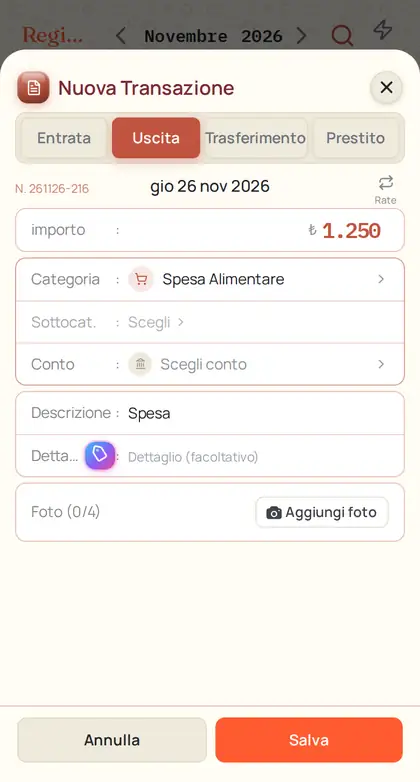 Regi...
Novembre 2026
Nuova Transazione
Entrata
Uscita
Trasferimento
Prestito
N. 261126-216
gio 26 nov 2026
Rate
importo : ₺ 1.250
Categoria : Spesa Alimentare
Sottocat. : Scegli
Conto : Scegli conto
Descrizione : Spesa
Detta... : Dettaglio (facoltativo)
Foto (0/4)
Aggiungi foto
Annulla
Salva